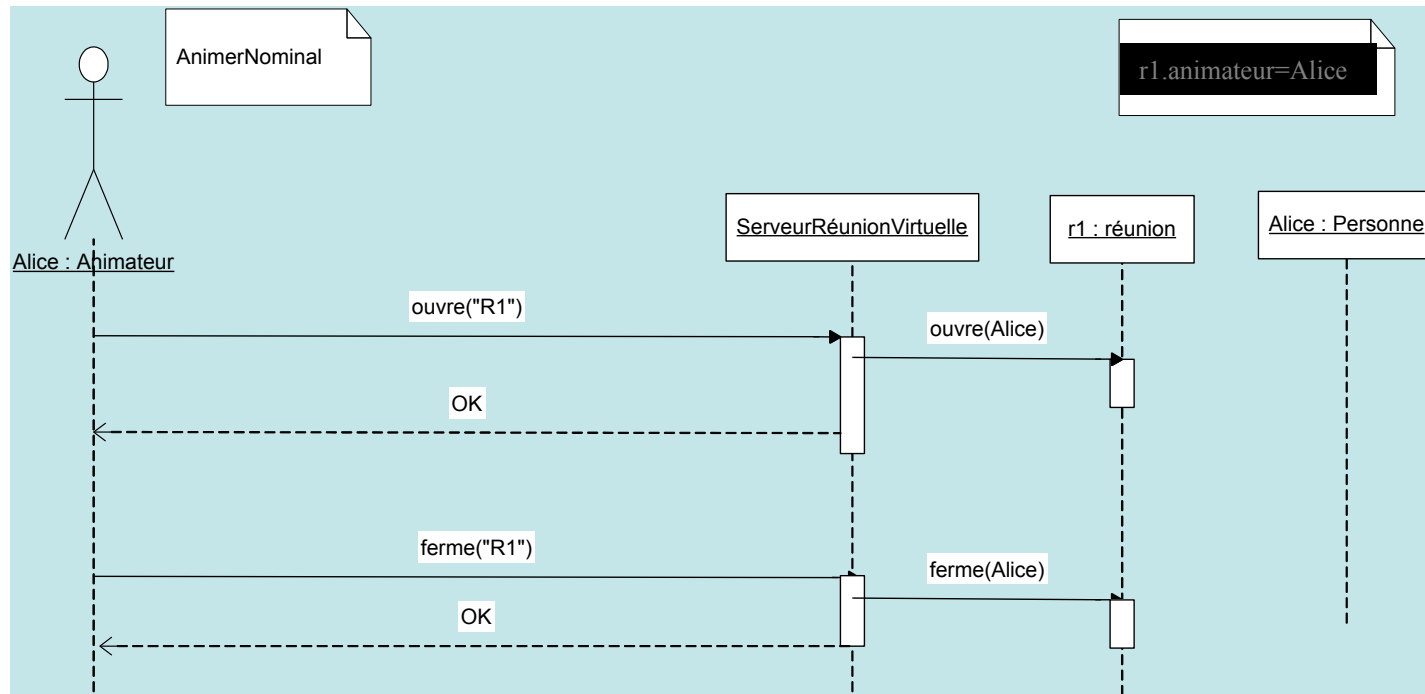 AnimerNominal
r1.animateur=Alice
Alice : Animateur
ServeurRéunionVirtuelle
r1 : réunion
Alice : Personne
ouvre("R1")
ouvre(Alice)
OK
ferme("R1")
ferme(Alice)
OK